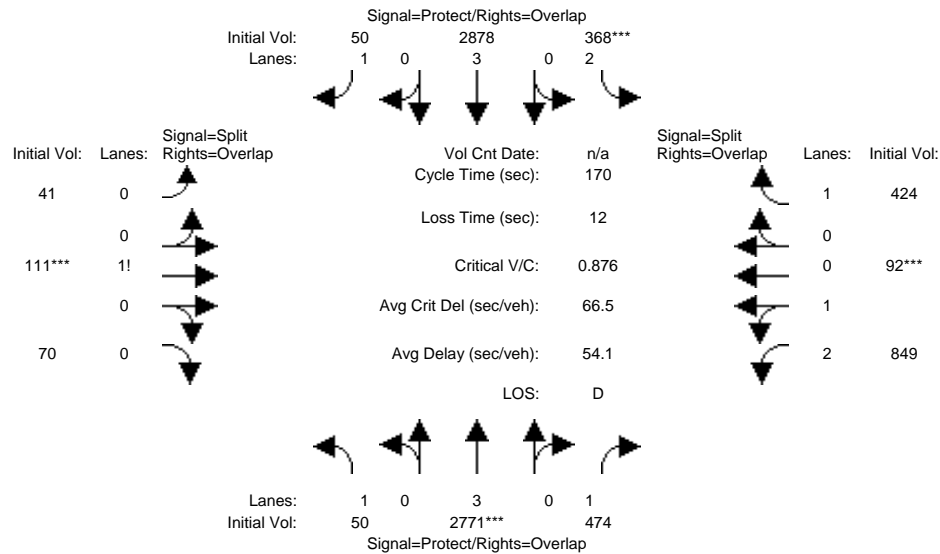 Signal=Protect/Rights=Overlap
Initial Vol: 50 2878 368***
Lanes: 1 0 3 0 2
Signal=Split
Initial Vol: Lanes: Rights=Overlap
Vol Cnt Date: n/a
Signal=Split
Rights=Overlap Lanes: Initial Vol:
Cycle Time (sec): 170
41 0
1 424
Loss Time (sec): 12
0
0
111*** 1!
Critical V/C: 0.876
0 92***
0
Avg Crit Del (sec/veh): 66.5
1
70 0
Avg Delay (sec/veh): 54.1
2 849
LOS: D
Lanes: 1 0 3 0 1
Initial Vol: 50 2771*** 474
Signal=Protect/Rights=Overlap